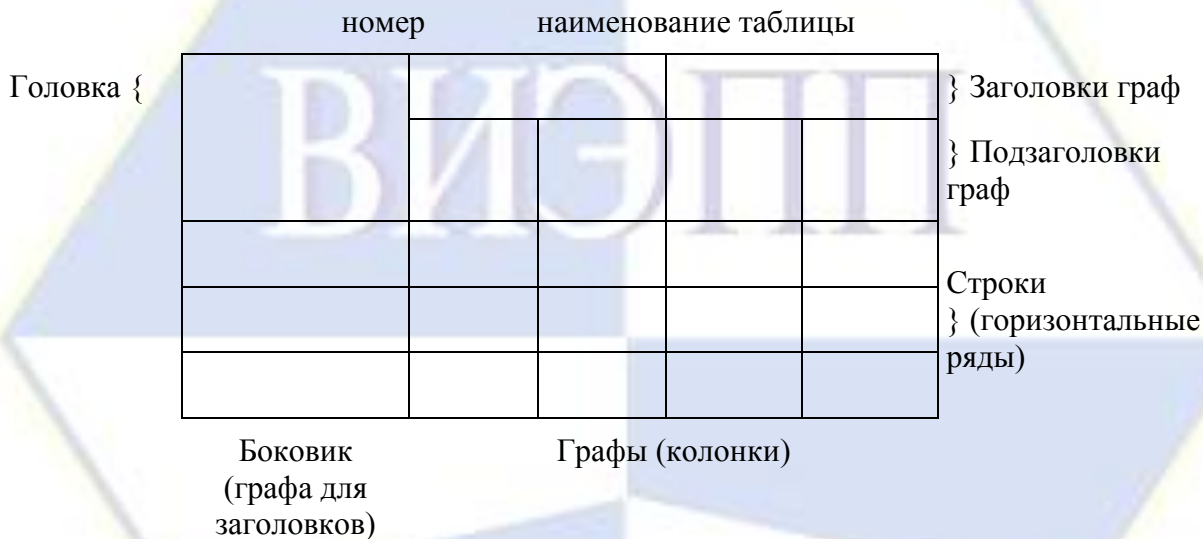 номер наименование таблицы
Головка {
} Заголовки граф
} Подзаголовки
граф
ВИЭПП
Строки
} (горизонтальные
ряды)
Боковик
(графа для
заголовков)
Графы (колонки)